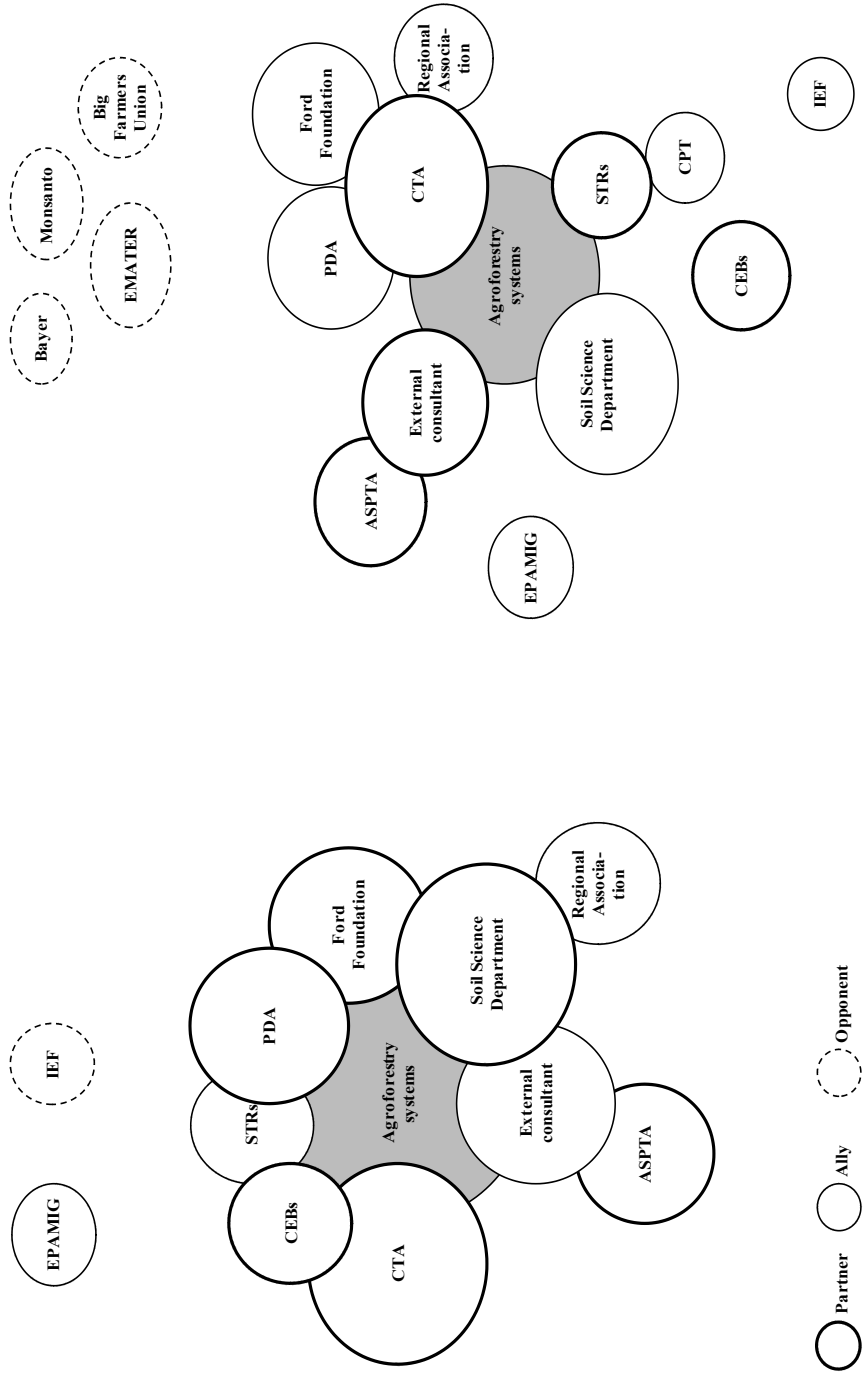 EPAMIG
IEF
CEBs
STRs
PDA
Ford
Foundation
CTA
Agroforestry
systems
Soil Science
Department
External
consultant
Regional
Associa-
tion
ASPTA
Partner
Ally
Opponent
Bayer
Monsanto
EMATER
Big
Farmers
Union
PDA
Ford
Foundation
ASPTA
External
consultant
CTA
Regional
Associa-
tion
Agroforestry
systems
EPAMIG
Soil Science
Department
STRs
CPT
CEBs
IEF